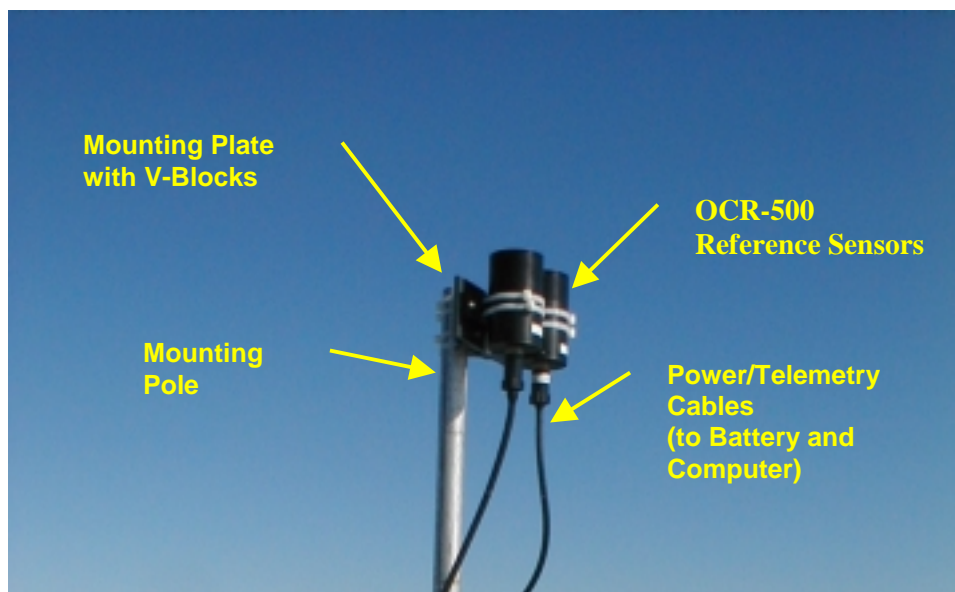 Mounting Plate
with V-Blocks
OCR-500
Reference Sensors
Mounting
Pole
Power/Telemetry
Cables
(to Battery and
Computer)